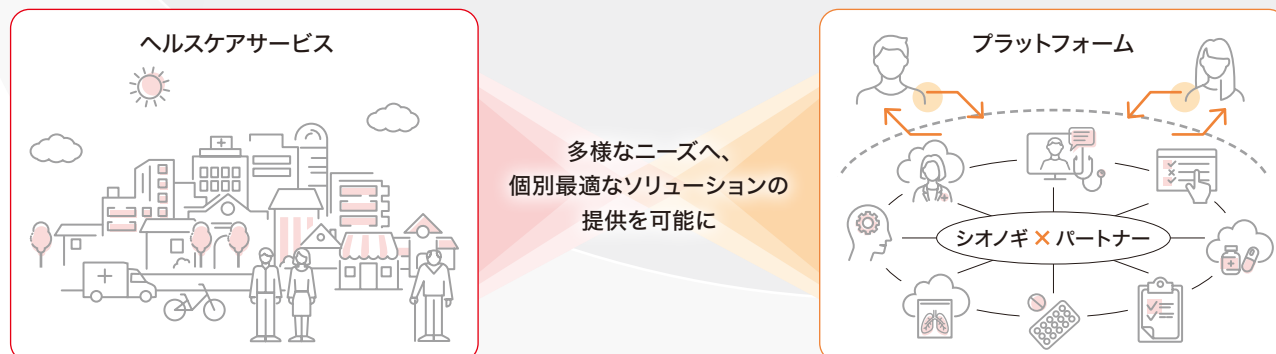 ヘルスケアサービス
多様なニーズへ、
個別最適なソリューションの
提供を可能に
プラットフォーム
シオノギ×パートナー